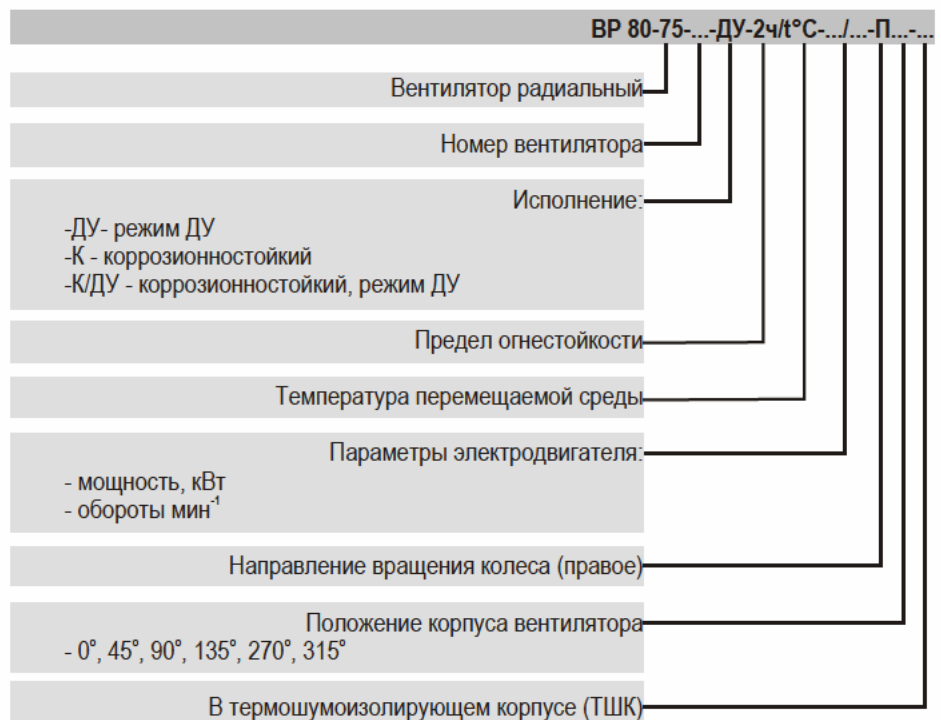 ВР 80-75-...-ДУ-2ч/t°С-.../...-П...-...
Вентилятор радиальный
Номер вентилятора
Исполнение:
-ДУ- режим ДУ
-К - коррозионностойкий
-К/ДУ - коррозионностойкий, режим ДУ
Предел огнестойкости
Температура перемещаемой среды
Параметры электродвигателя:
- мощность, кВт
- обороты мин⁻¹
Направление вращения колеса (правое)
Положение корпуса вентилятора
- 0°, 45°, 90°, 135°, 270°, 315°
В термошумоизолирующем корпусе (ТШК)